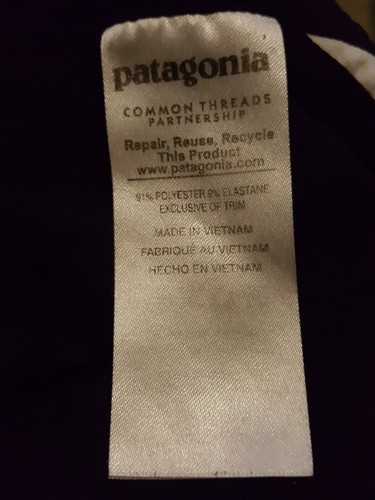 patagonia
COMMON THREADS
PARTNERSHIP
Repair, Reuse, Recycle
This Product
www.patagonia.com
91% POLYESTER 9% ELASTANE
EXCLUSIVE OF TRIM
MADE IN VIETNAM
FABRIQUÉ AU VIETNAM
HECHO EN VIETNAM